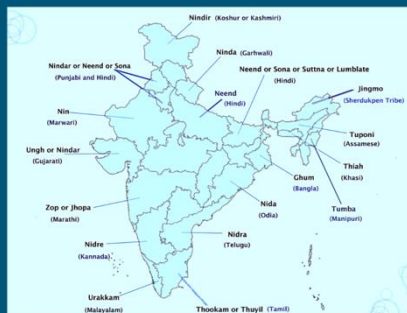 Nindir (Koshur or Kashmiri)
Ninda (Garhwali)
Nindar or Neend or Sona
(Punjabi and Hindi)
Neend or Sona or Suttna or Lumblate
(Hindi)
Neend
(Hindi)
Jingmo
(Sherdukpen Tribe)
Nin
(Marwari)
Tuponi
(Assamese)
Ungh or Nindar
(Gujarati)
Thiah
(Khasi)
Ghum
(Bangla)
Tumba
(Manipuri)
Nida
(Odia)
Zop or Jhopa
(Marathi)
Nidra
(Telugu)
Nidre
(Kannada)
Urakkam
(Malayalam)
Thookam or Thuyil (Tamil)